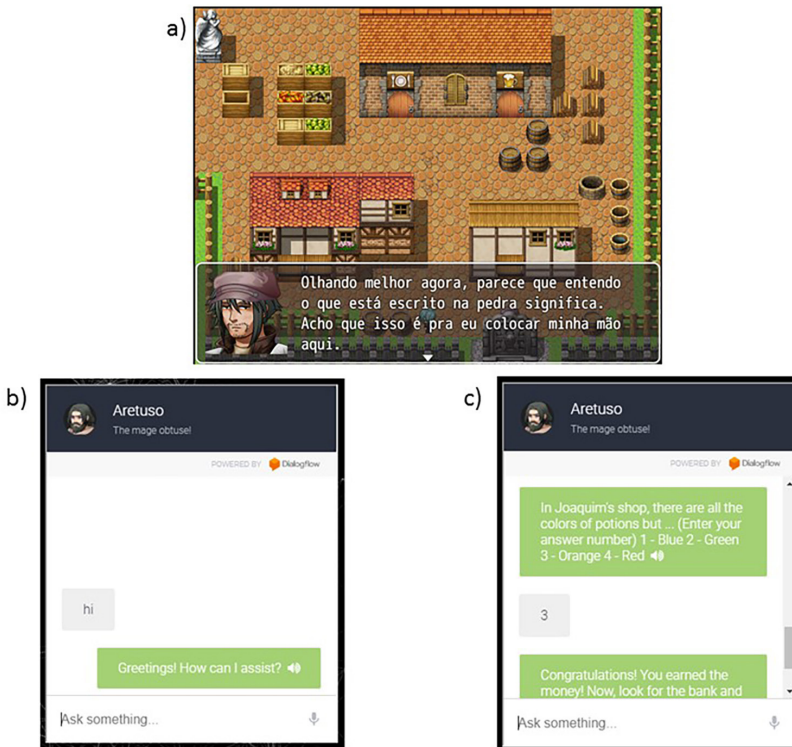 a)
Olhando melhor agora, parece que entendo
o que está escrito na pedra significa.
Acho que isso é pra eu colocar minha mão
aqui.
b)
Aretuso
The mage obtuse!
POWERED BY Dialogflow
hi
Greetings! How can I assist?
Ask something...
c)
Aretuso
The mage obtuse!
POWERED BY Dialogflow
In Joaquim's shop, there are all the
colors of potions but ... (Enter your
answer number) 1 - Blue 2 - Green
3 - Orange 4 - Red
3
Congratulations! You earned the
money! Now, look for the bank and
Ask something...